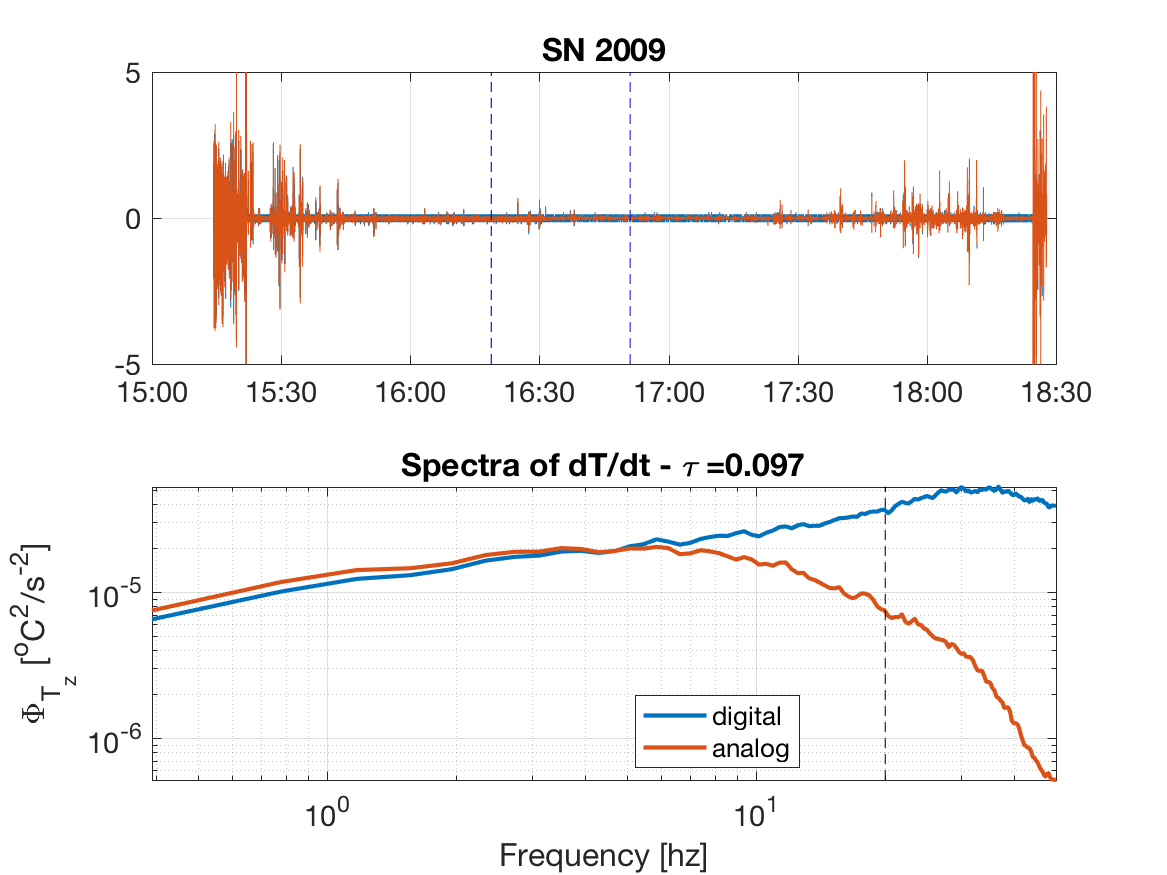 SN 2009
5
0
-5
15:00 15:30 16:00 16:30 17:00 17:30 18:00 18:30
Spectra of dT/dt - τ =0.097
10⁻⁵
10⁻⁶
Φ_T_z [°C²/s⁻²]
digital
analog
10⁰ 10¹
Frequency [hz]